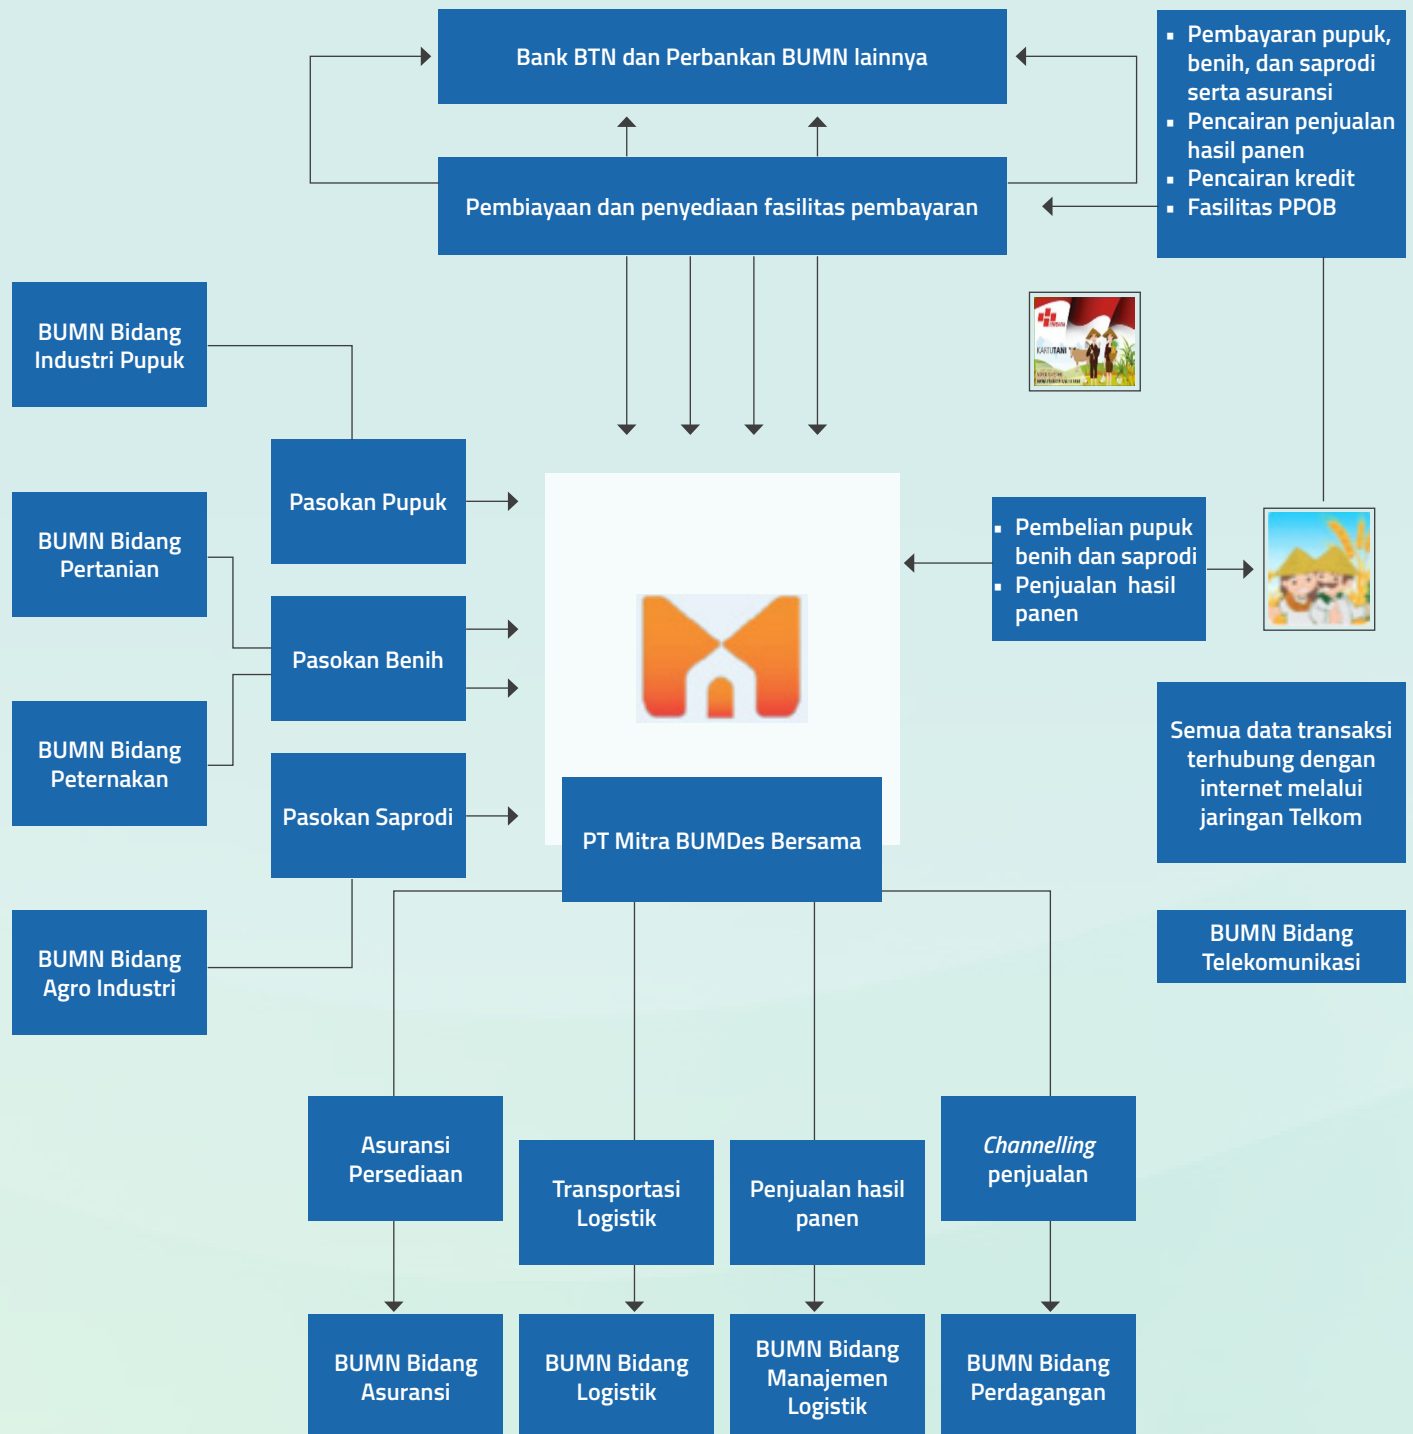 Bank BTN dan Perbankan BUMN lainnya
▪ Pembayaran pupuk,
benih, dan saprodi
serta asuransi
▪ Pencairan penjualan
hasil panen
▪ Pencairan kredit
▪ Fasilitas PPOB
Pembiayaan dan penyediaan fasilitas pembayaran
BUMN Bidang
Industri Pupuk
KARTUTANI
Pasokan Pupuk
BUMN Bidang
Pertanian
▪ Pembelian pupuk
benih dan saprodi
▪ Penjualan hasil
panen
Pasokan Benih
BUMN Bidang
Peternakan
Semua data transaksi
terhubung dengan
internet melalui
jaringan Telkom
Pasokan Saprodi
PT Mitra BUMDes Bersama
BUMN Bidang
Agro Industri
BUMN Bidang
Telekomunikasi
Asuransi
Persediaan
Transportasi
Logistik
Penjualan hasil
panen
Channelling
penjualan
BUMN Bidang
Asuransi
BUMN Bidang
Logistik
BUMN Bidang
Manajemen
Logistik
BUMN Bidang
Perdagangan